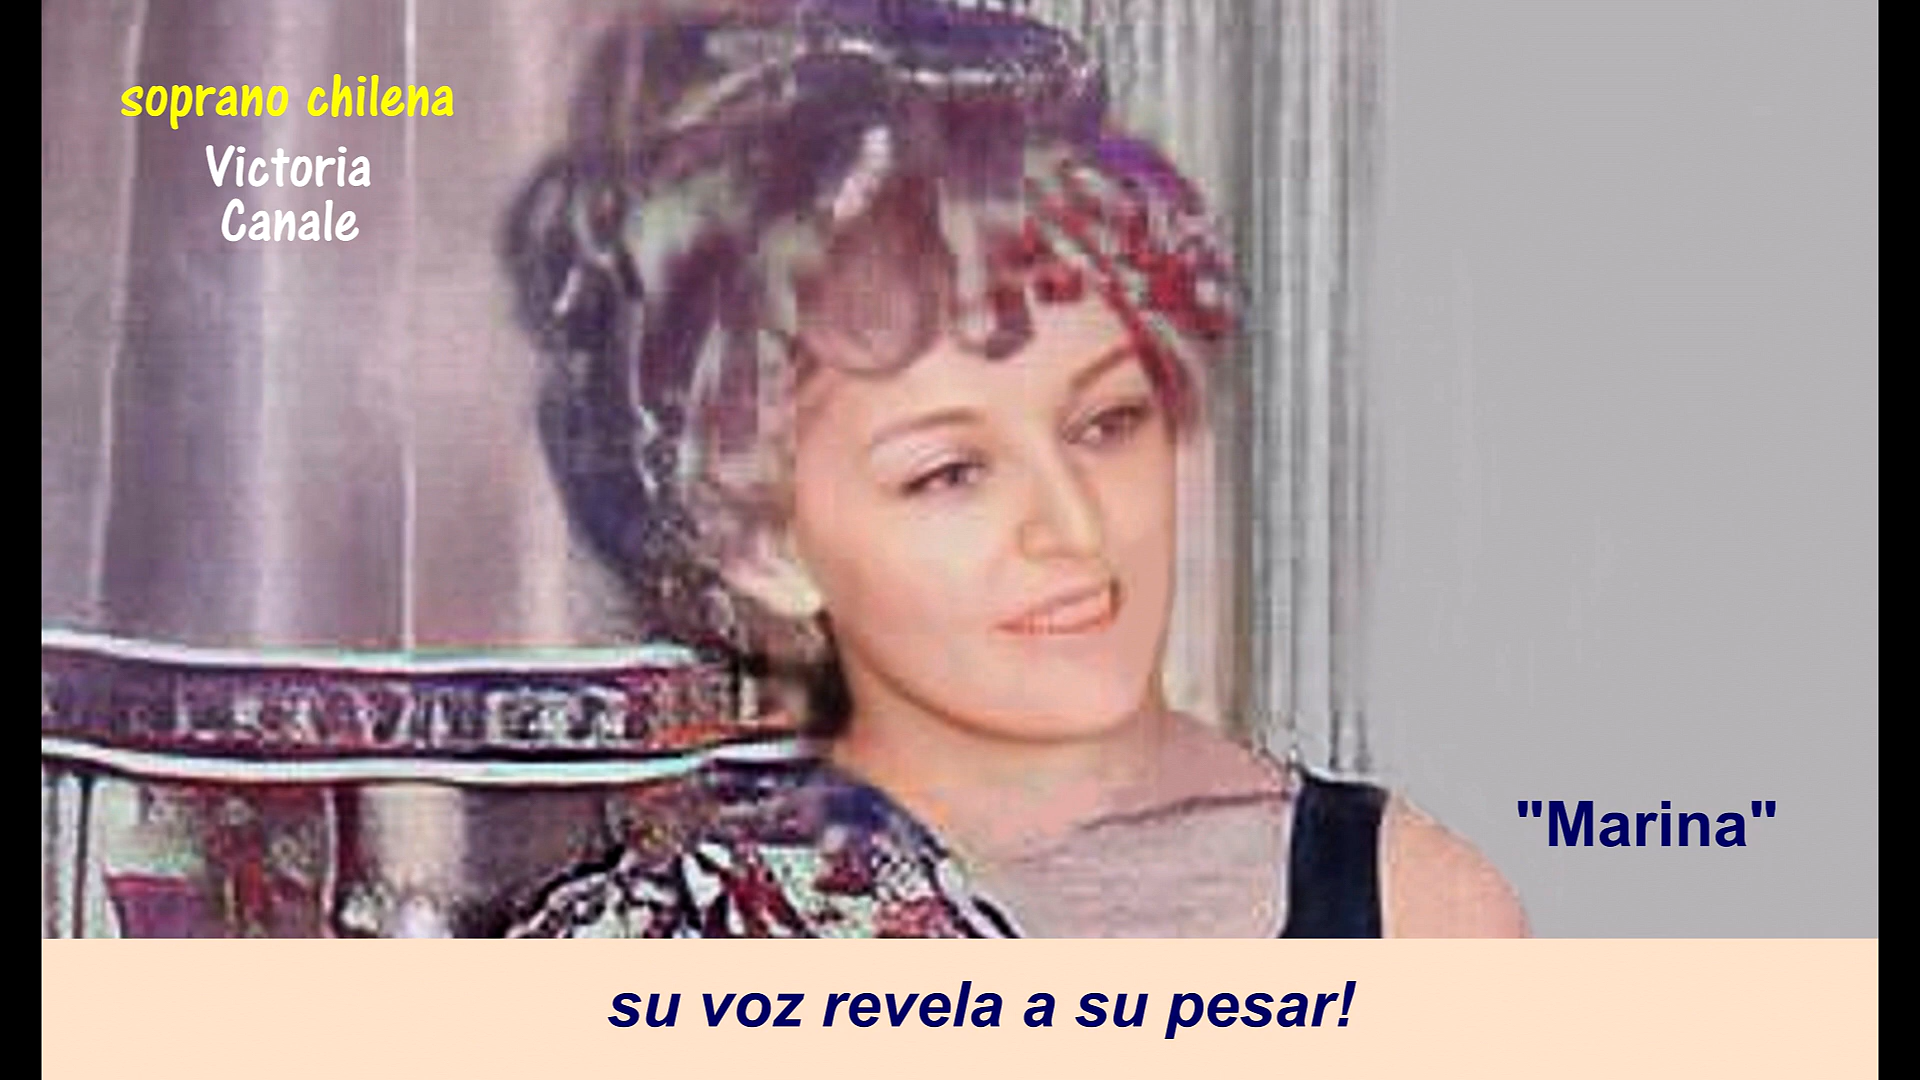 soprano chilena
Victoria
Canale
"Marina"
su voz revela a su pesar!